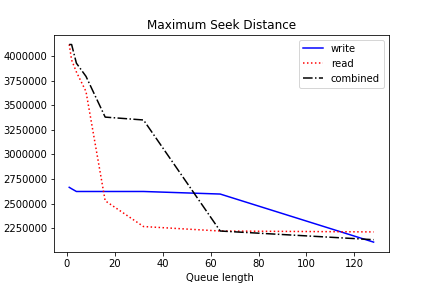 Maximum Seek Distance
write
read
combined
4000000
3750000
3500000
3250000
3000000
2750000
2500000
2250000
0 20 40 60 80 100 120
Queue length